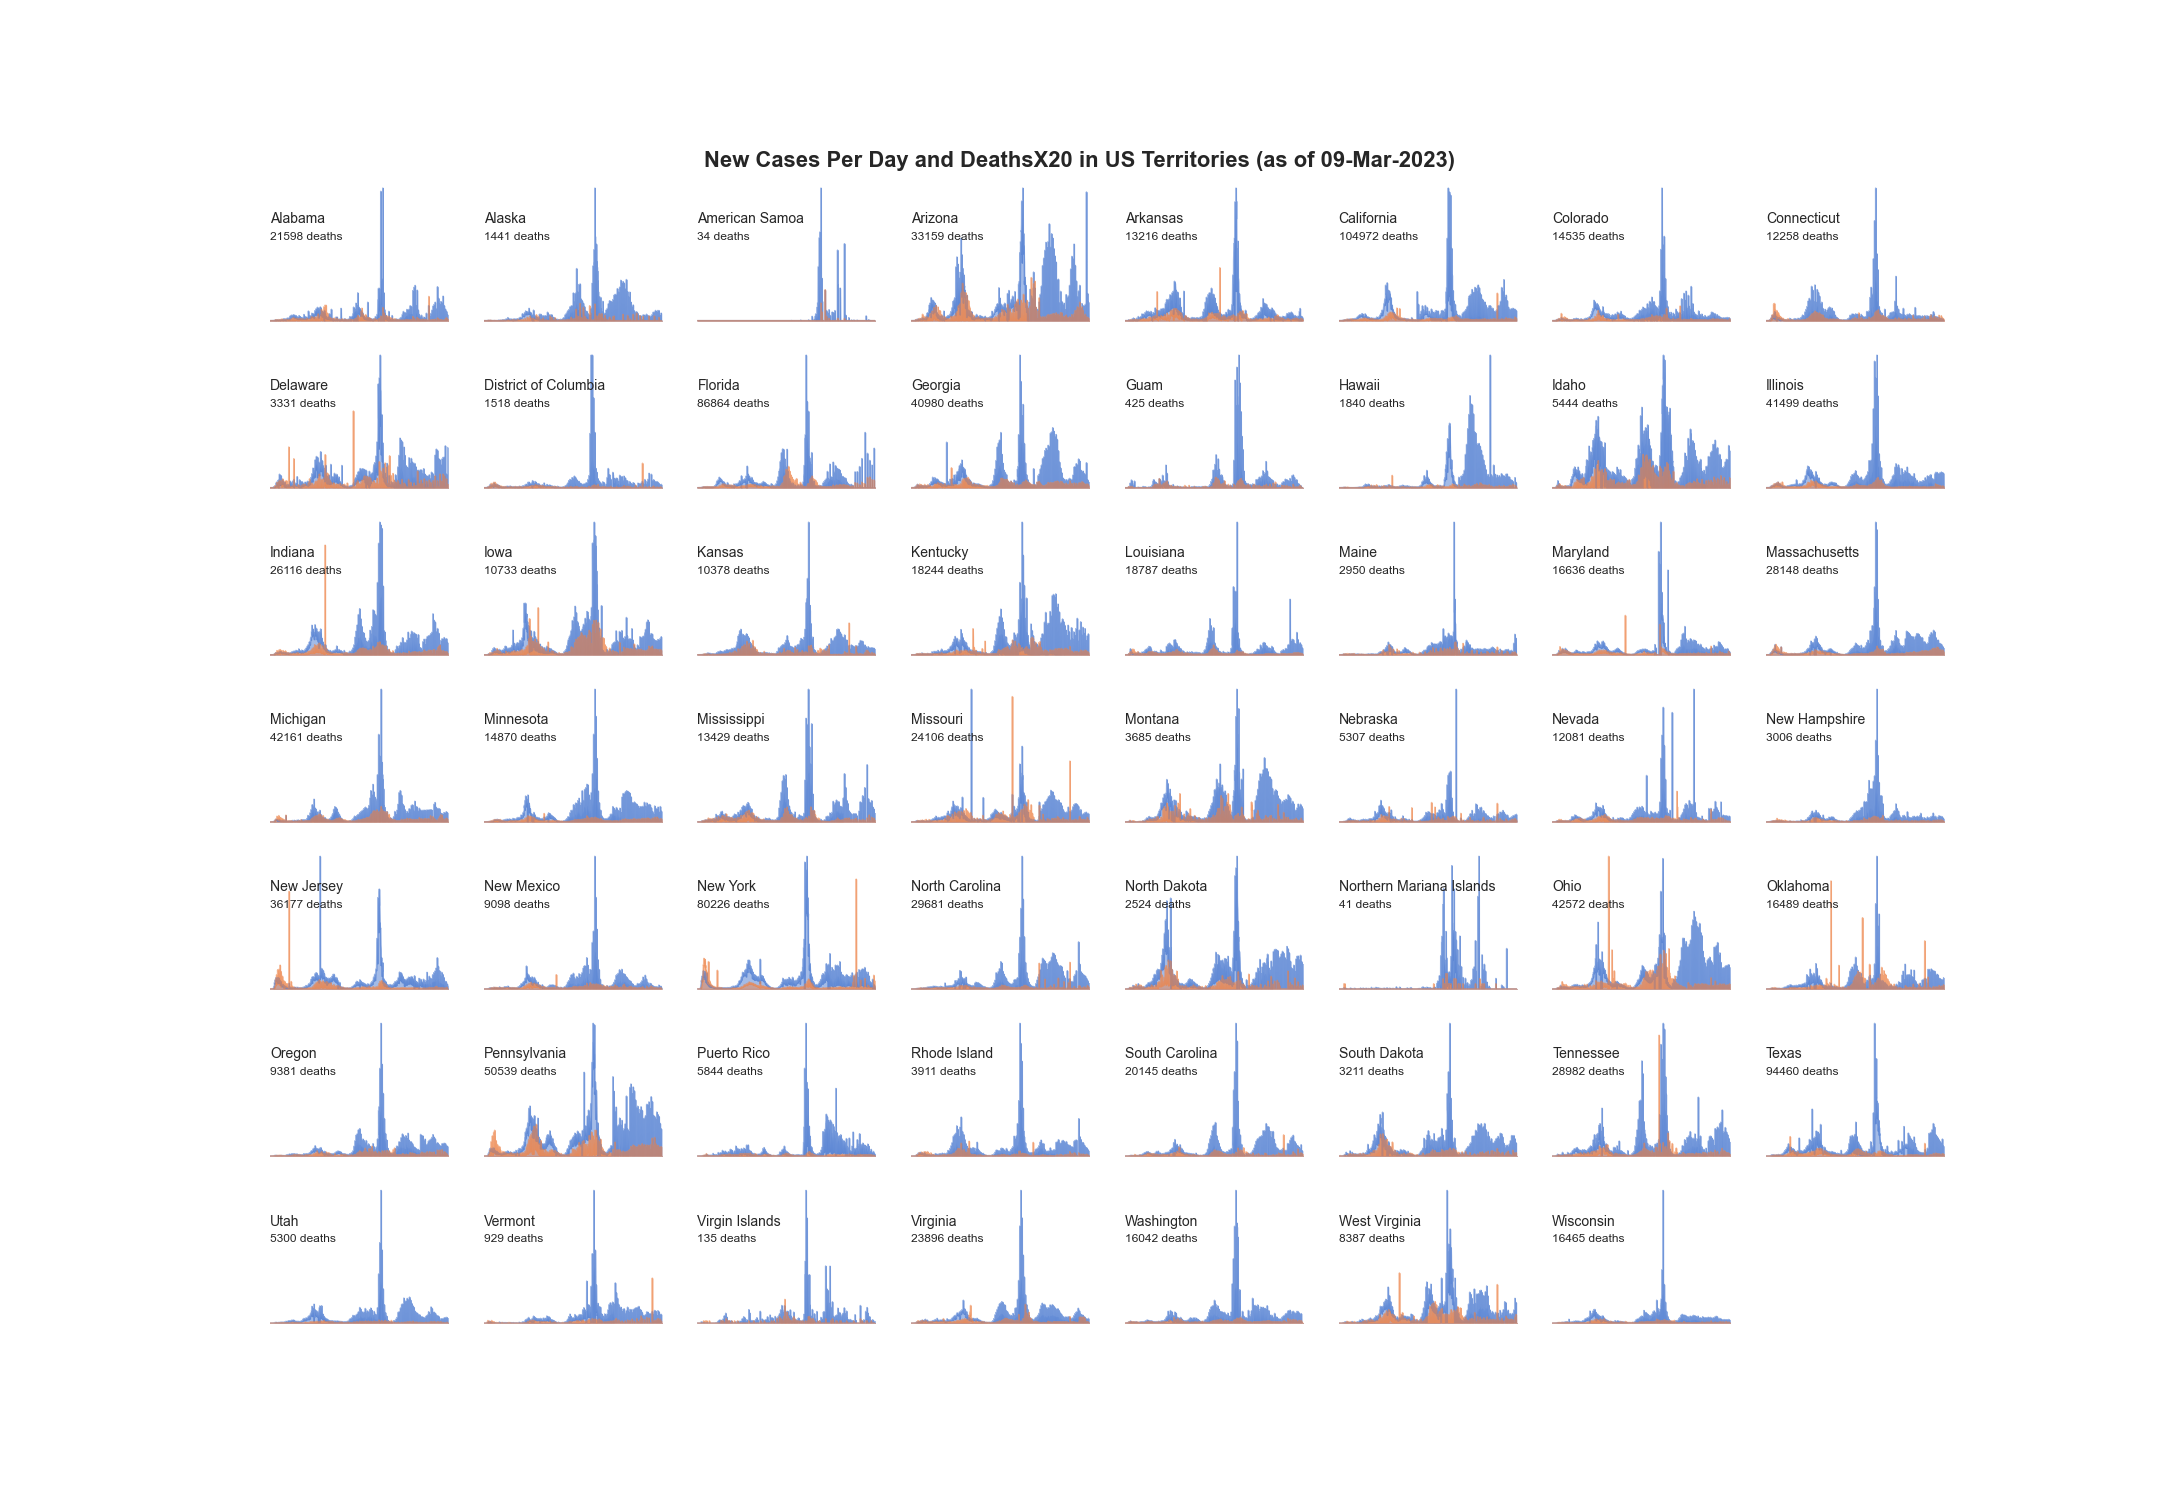 New Cases Per Day and DeathsX20 in US Territories (as of 09-Mar-2023)
Alabama
21598 deaths
Alaska
1441 deaths
American Samoa
34 deaths
Arizona
33159 deaths
Arkansas
13216 deaths
California
104972 deaths
Colorado
14535 deaths
Connecticut
12258 deaths
Delaware
3331 deaths
District of Columbia
1518 deaths
Florida
86864 deaths
Georgia
40980 deaths
Guam
425 deaths
Hawaii
1840 deaths
Idaho
5444 deaths
Illinois
41499 deaths
Indiana
26116 deaths
Iowa
10733 deaths
Kansas
10378 deaths
Kentucky
18244 deaths
Louisiana
18787 deaths
Maine
2950 deaths
Maryland
16636 deaths
Massachusetts
28148 deaths
Michigan
42161 deaths
Minnesota
14870 deaths
Mississippi
13429 deaths
Missouri
24106 deaths
Montana
3685 deaths
Nebraska
5307 deaths
Nevada
12081 deaths
New Hampshire
3006 deaths
New Jersey
36177 deaths
New Mexico
9098 deaths
New York
80226 deaths
North Carolina
29681 deaths
North Dakota
2524 deaths
Northern Mariana Islands
41 deaths
Ohio
42572 deaths
Oklahoma
16489 deaths
Oregon
9381 deaths
Pennsylvania
50539 deaths
Puerto Rico
5844 deaths
Rhode Island
3911 deaths
South Carolina
20145 deaths
South Dakota
3211 deaths
Tennessee
28982 deaths
Texas
94460 deaths
Utah
5300 deaths
Vermont
929 deaths
Virgin Islands
135 deaths
Virginia
23896 deaths
Washington
16042 deaths
West Virginia
8387 deaths
Wisconsin
16465 deaths